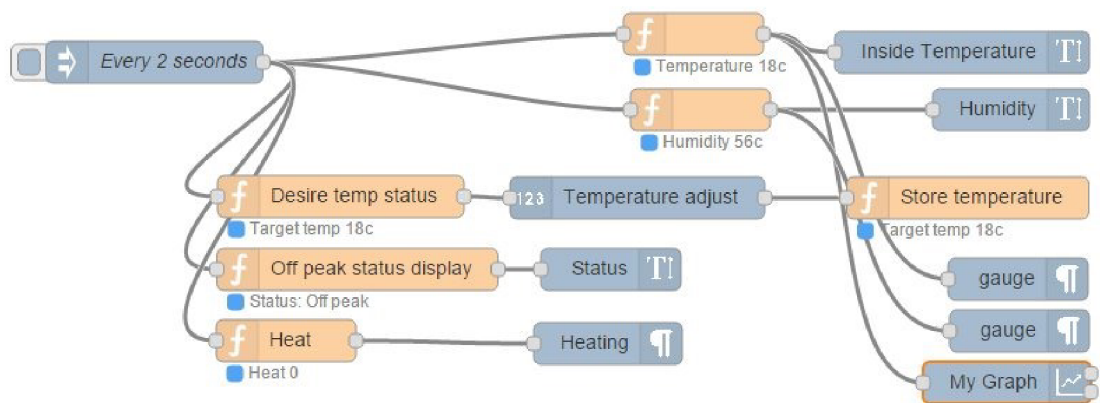 Every 2 seconds
Temperature 18c
Inside Temperature
Humidity 56c
Humidity
Desire temp status
Target temp 18c
123
Temperature adjust
Store temperature
Target temp 18c
Off peak status display
Status: Off peak
Status
gauge
gauge
Heat
Heat 0
Heating
My Graph